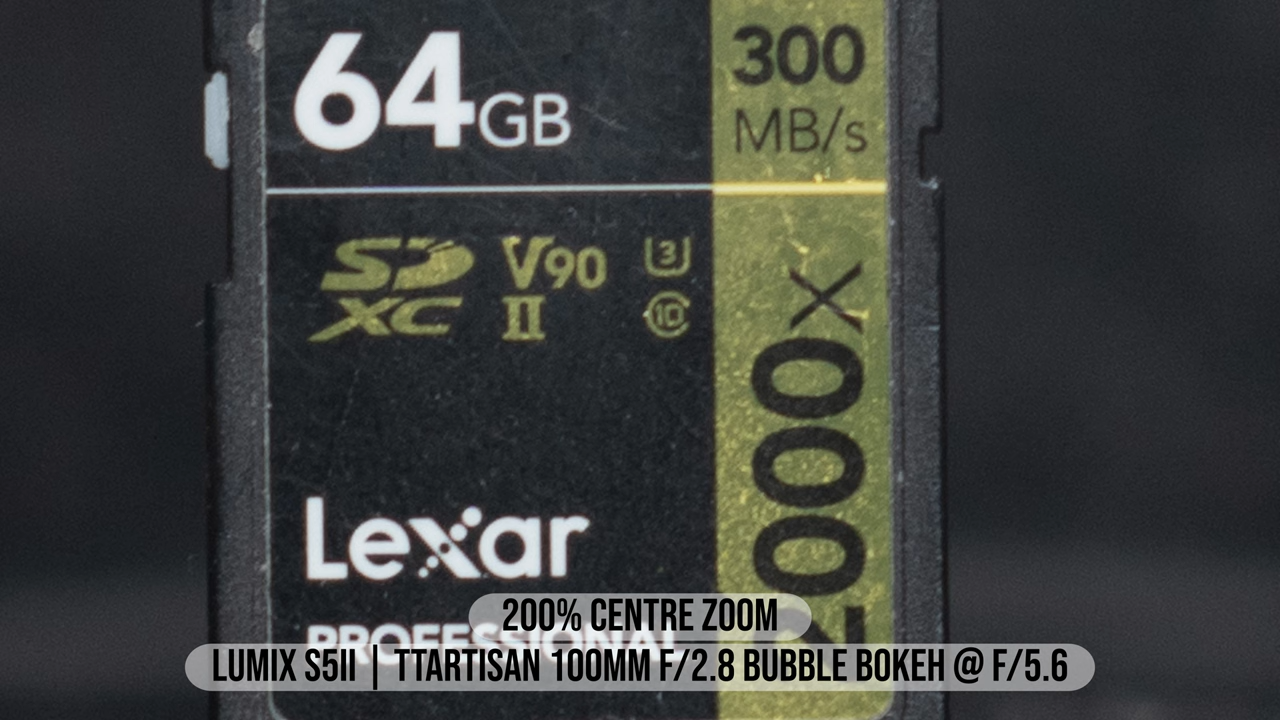 64GB
300
MB/s
SD V90 3
XC II 10
2000x
Lexar
PROFESSIONAL
200% CENTRE ZOOM
LUMIX S5II | TTARTISAN 100MM F/2.8 BUBBLE BOKEH @ F/5.6